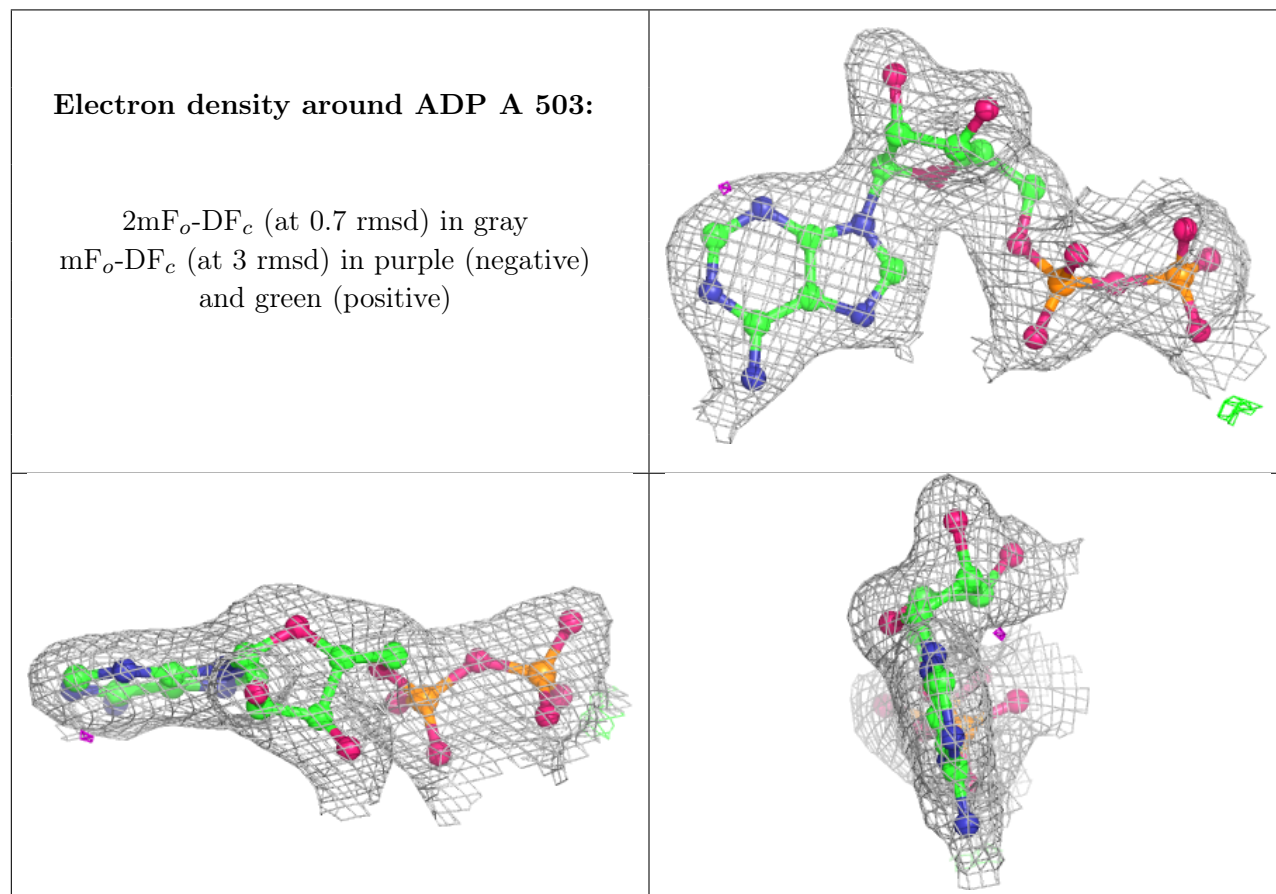 Electron density around ADP A 503:
2mFo-DFc (at 0.7 rmsd) in gray
mFo-DFc (at 3 rmsd) in purple (negative)
and green (positive)